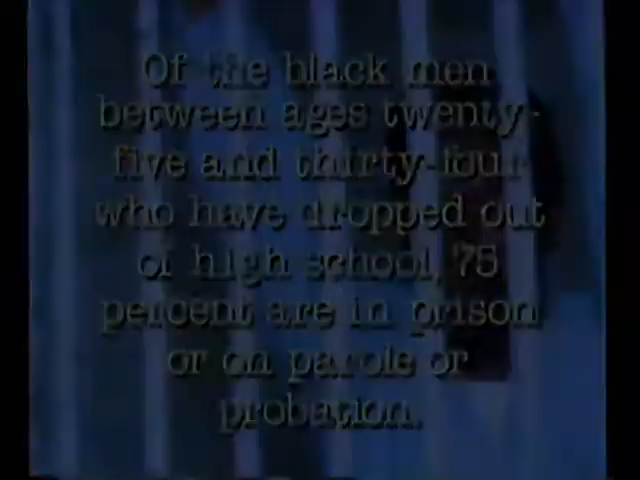 Of the black men
between ages twenty-
five and thirty-four
who have dropped out
of high school, 75
percent are in prison
or on parole or
probation.